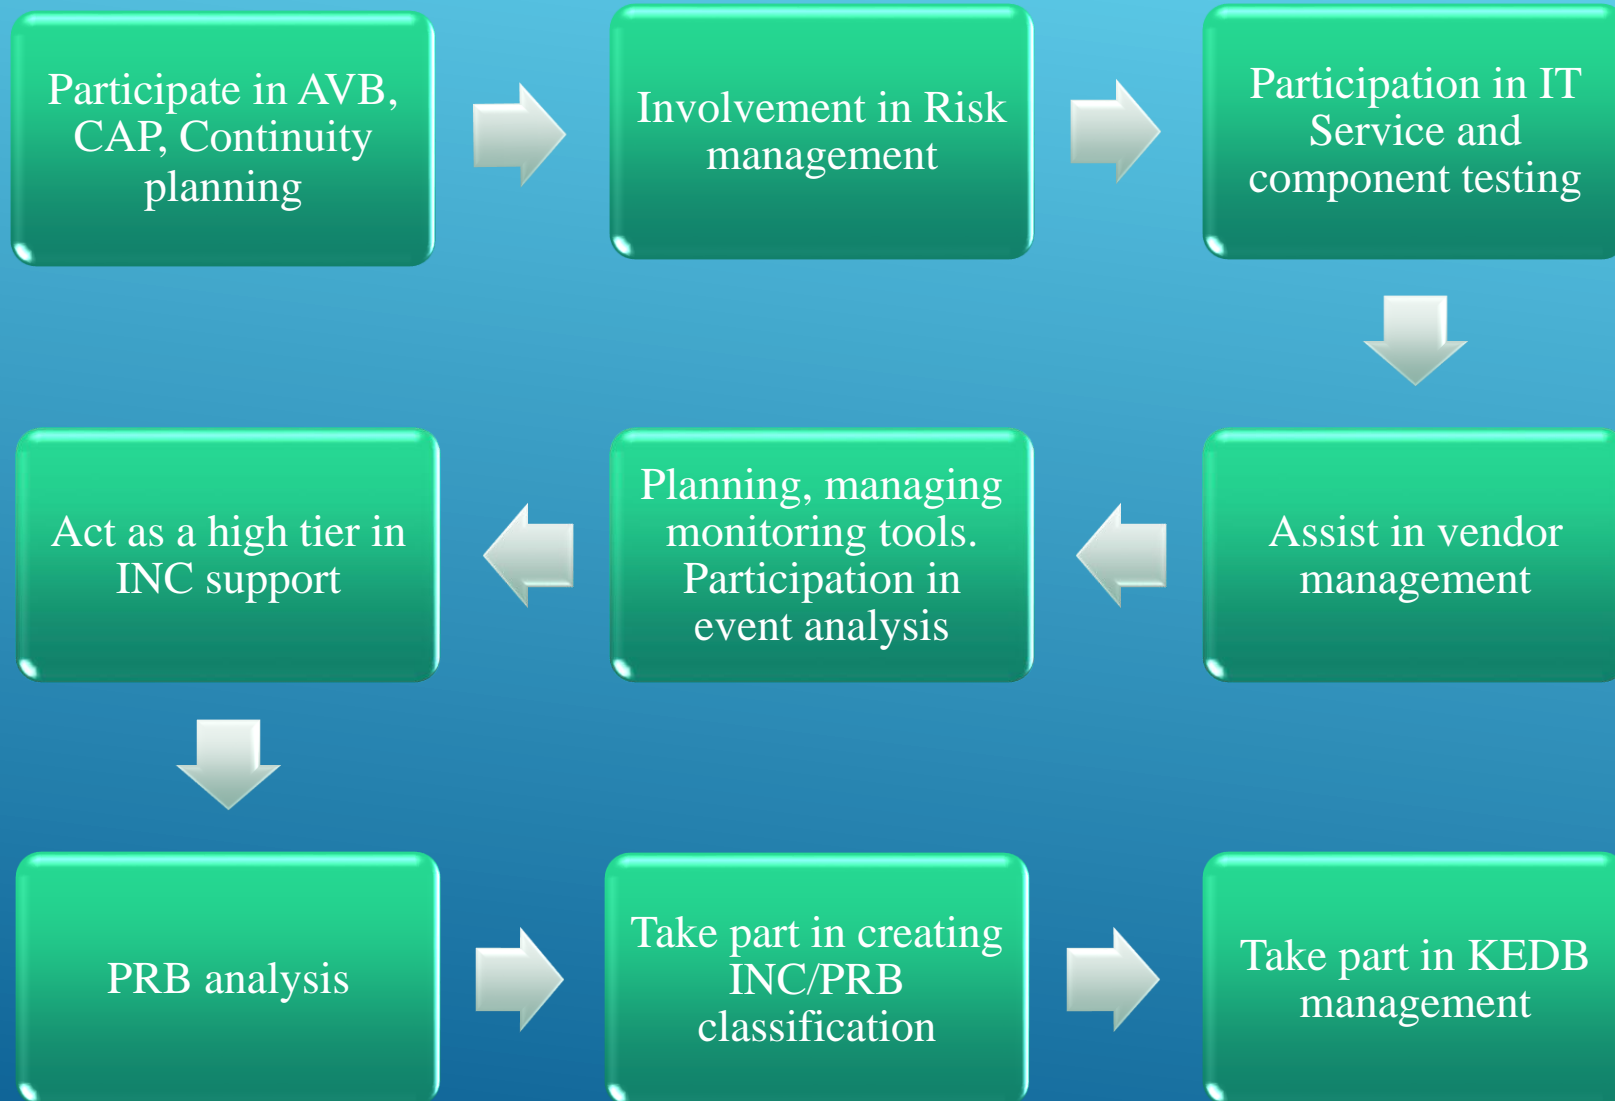 Participate in AVB,
CAP, Continuity
planning
Involvement in Risk
management
Participation in IT
Service and
component testing
Assist in vendor
management
Planning, managing
monitoring tools.
Participation in
event analysis
Act as a high tier in
INC support
PRB analysis
Take part in creating
INC/PRB
classification
Take part in KEDB
management